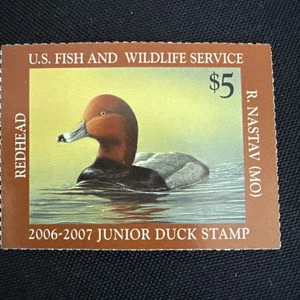 U.S. FISH AND WILDLIFE SERVICE
$5
REDHEAD
R. NASTAV (MO)
2006-2007 JUNIOR DUCK STAMP